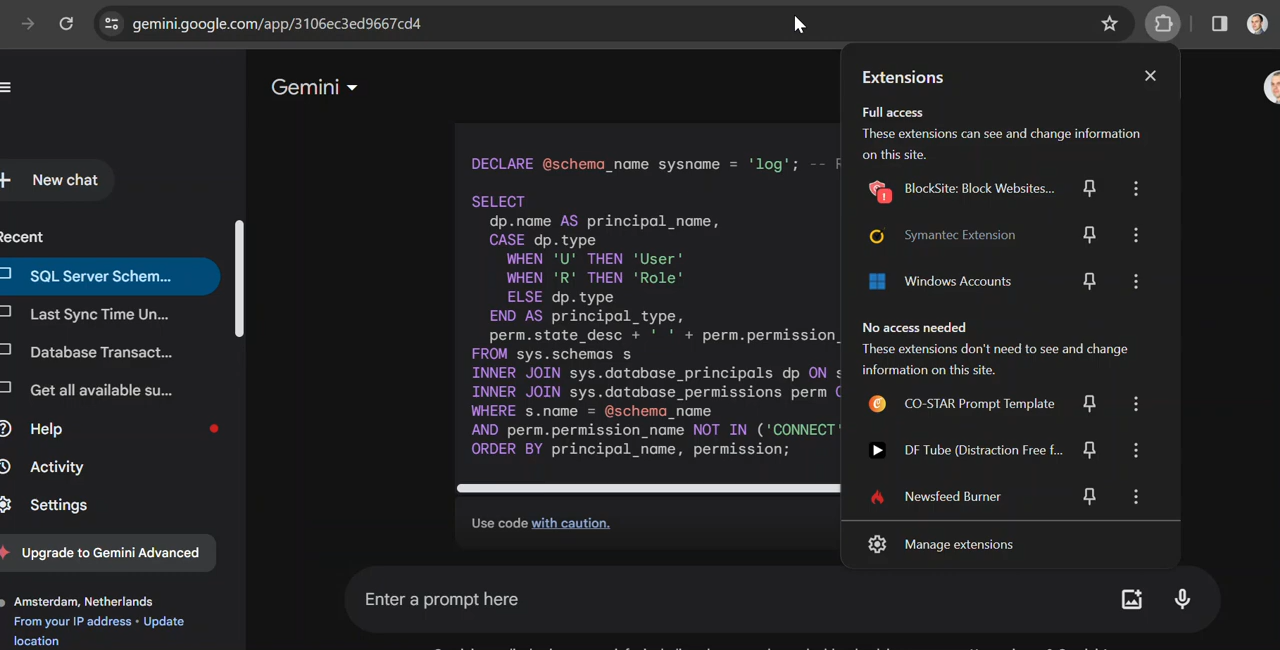 gemini.google.com/app/3106ec3ed9667cd4
Gemini
New chat
Recent
SQL Server Schem...
Last Sync Time Un...
Database Transact...
Get all available su...
Help
Activity
Settings
Upgrade to Gemini Advanced
Amsterdam, Netherlands
From your IP address • Update
location
DECLARE @schema_name sysname = 'log'; --
SELECT
dp.name AS principal_name,
CASE dp.type
WHEN 'U' THEN 'User'
WHEN 'R' THEN 'Role'
ELSE dp.type
END AS principal_type,
perm.state_desc + ' ' + perm.permission_
FROM sys.schemas s
INNER JOIN sys.database_principals dp ON
INNER JOIN sys.database_permissions perm
WHERE s.name = @schema_name
AND perm.permission_name NOT IN ('CONNECT'
ORDER BY principal_name, permission;
Use code with caution.
Enter a prompt here
Extensions
Full access
These extensions can see and change information
on this site.
BlockSite: Block Websites...
Symantec Extension
Windows Accounts
No access needed
These extensions don't need to see and change
information on this site.
CO-STAR Prompt Template
DF Tube (Distraction Free f...
Newsfeed Burner
Manage extensions